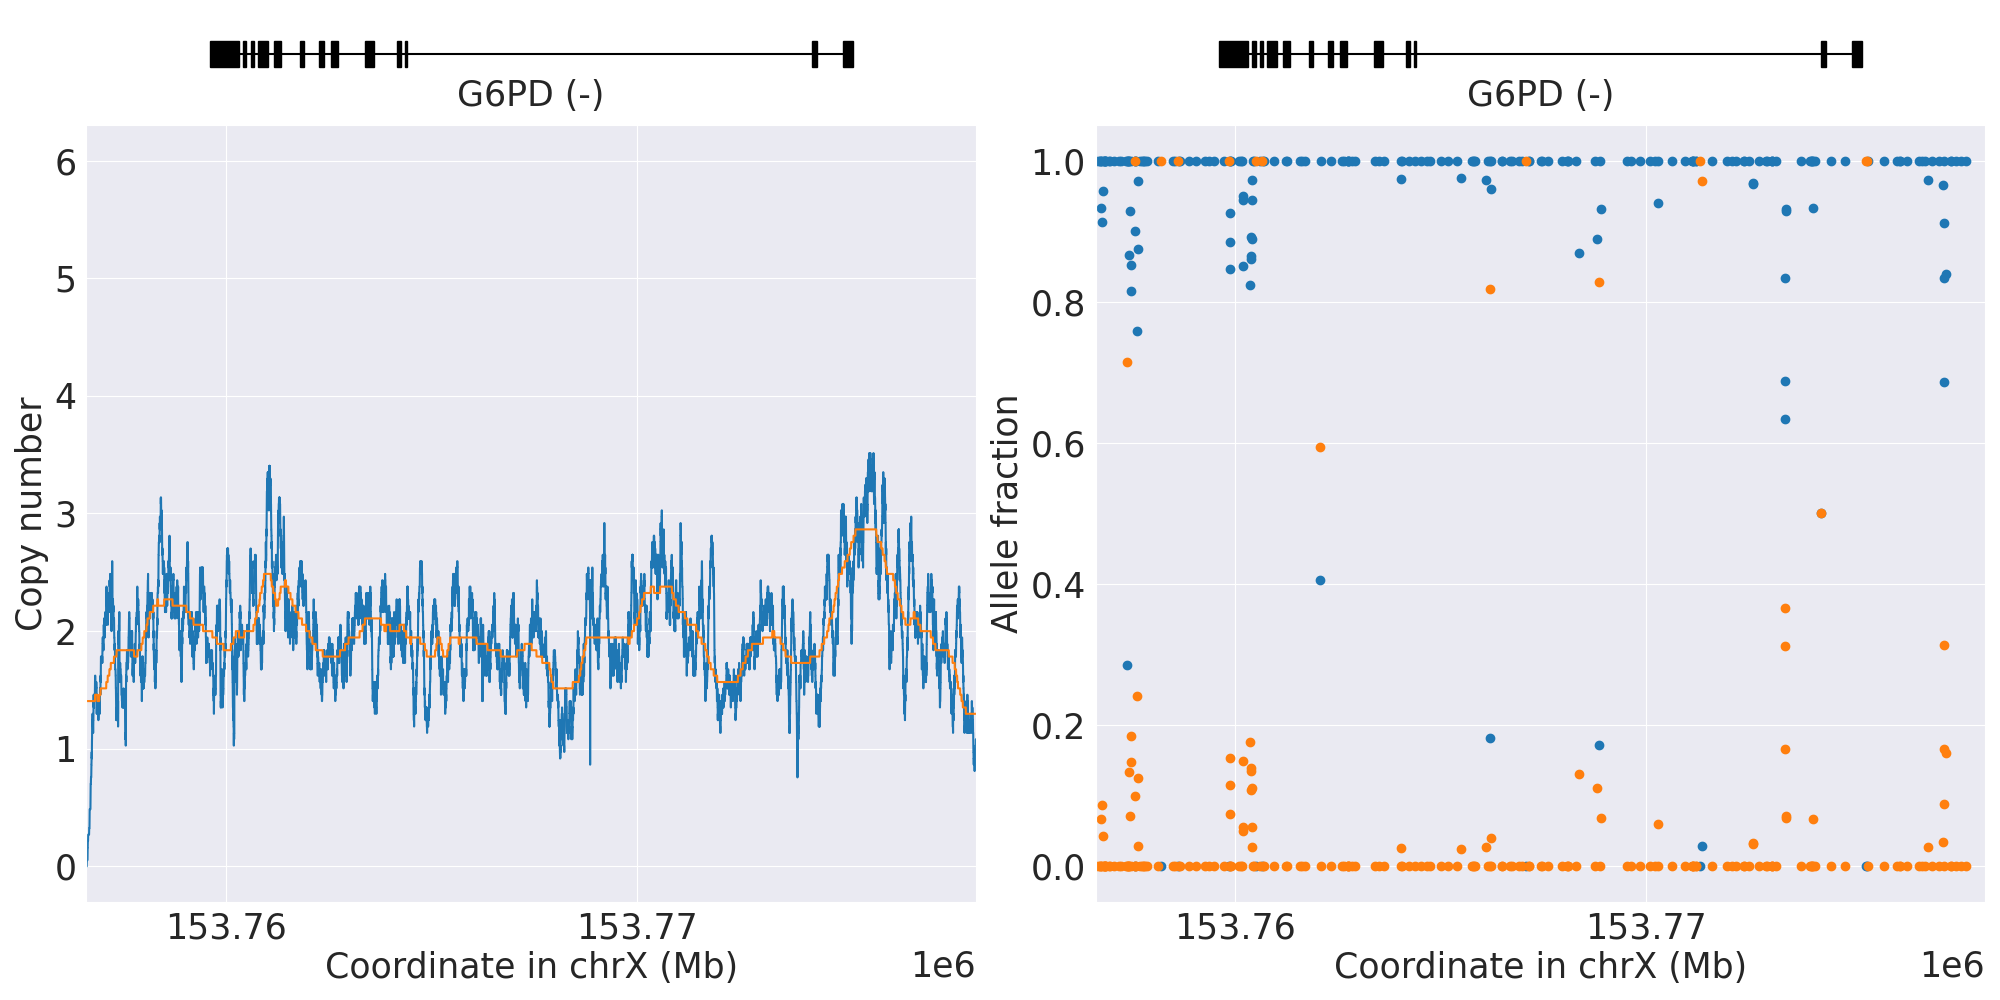 G6PD (-)
6
5
4
3
2
1
0
Copy number
153.76
153.77
Coordinate in chrX (Mb)
1e6
G6PD (-)
1.0
0.8
0.6
0.4
0.2
0.0
Allele fraction
153.76
153.77
Coordinate in chrX (Mb)
1e6